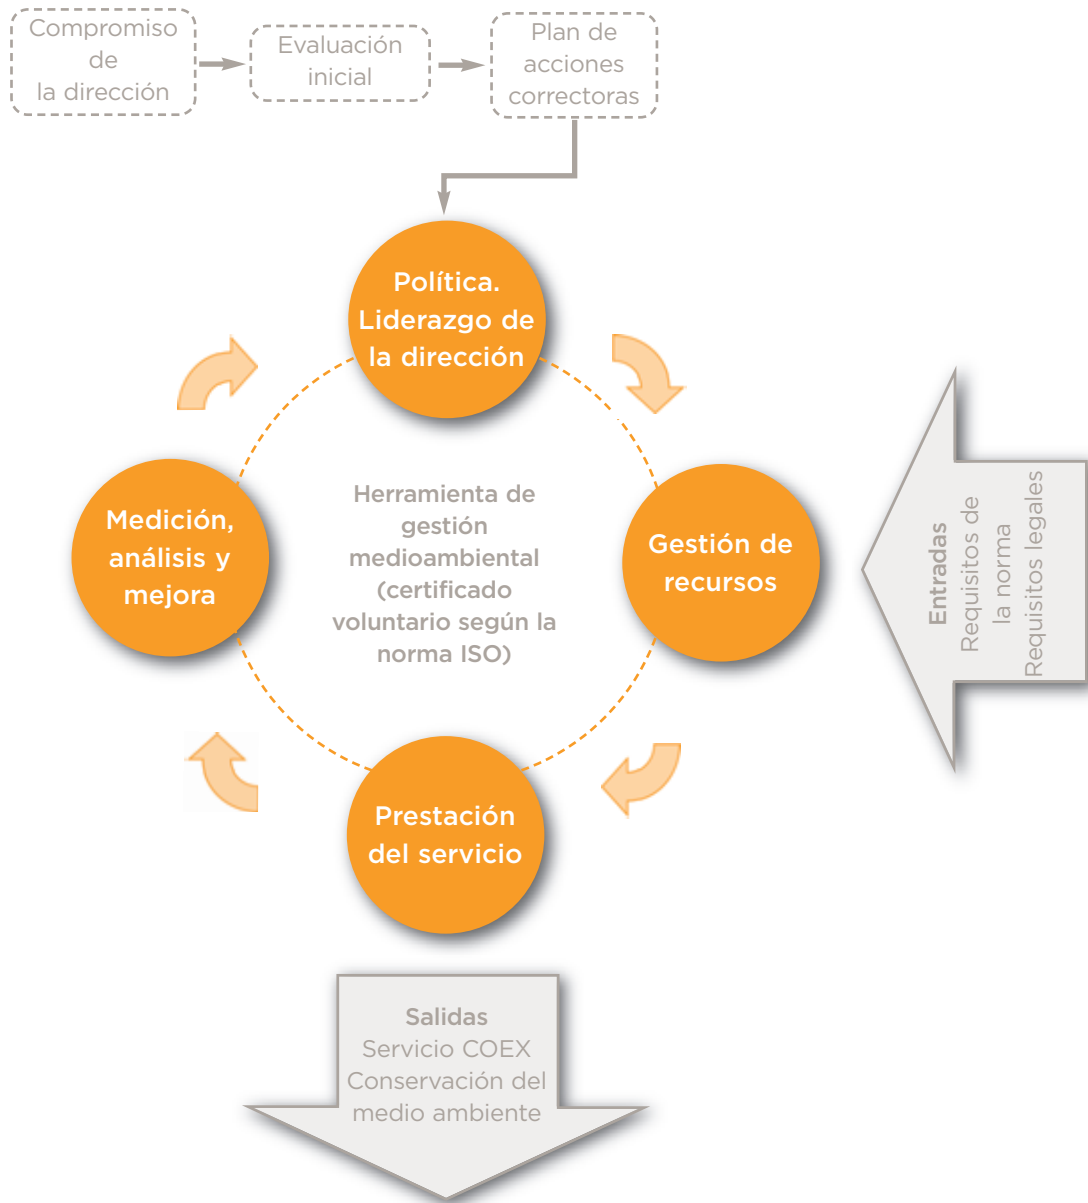 Compromiso
de
la dirección
Evaluación
inicial
Plan de
acciones
correctoras
Política.
Liderazgo de
la dirección
Medición,
análisis y
mejora
Herramienta de
gestión
medioambiental
(certificado
voluntario según la
norma ISO)
Gestión de
recursos
Entradas
Requisitos de
la norma
Requisitos legales
Prestación
del servicio
Salidas
Servicio COEX
Conservación del
medio ambiente